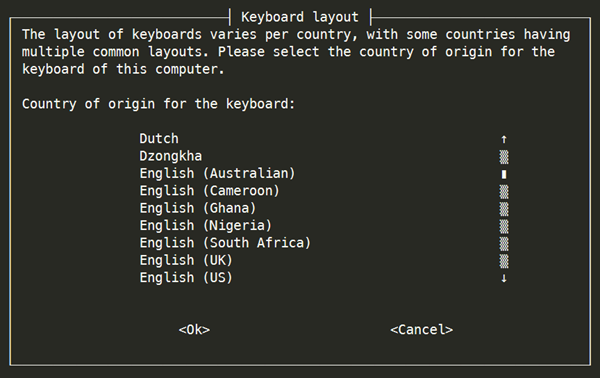 Keyboard layout
The layout of keyboards varies per country, with some countries having
multiple common layouts. Please select the country of origin for the
keyboard of this computer.
Country of origin for the keyboard:
Dutch
Dzongkha
English (Australian)
English (Cameroon)
English (Ghana)
English (Nigeria)
English (South Africa)
English (UK)
English (US)
<Ok> <Cancel>